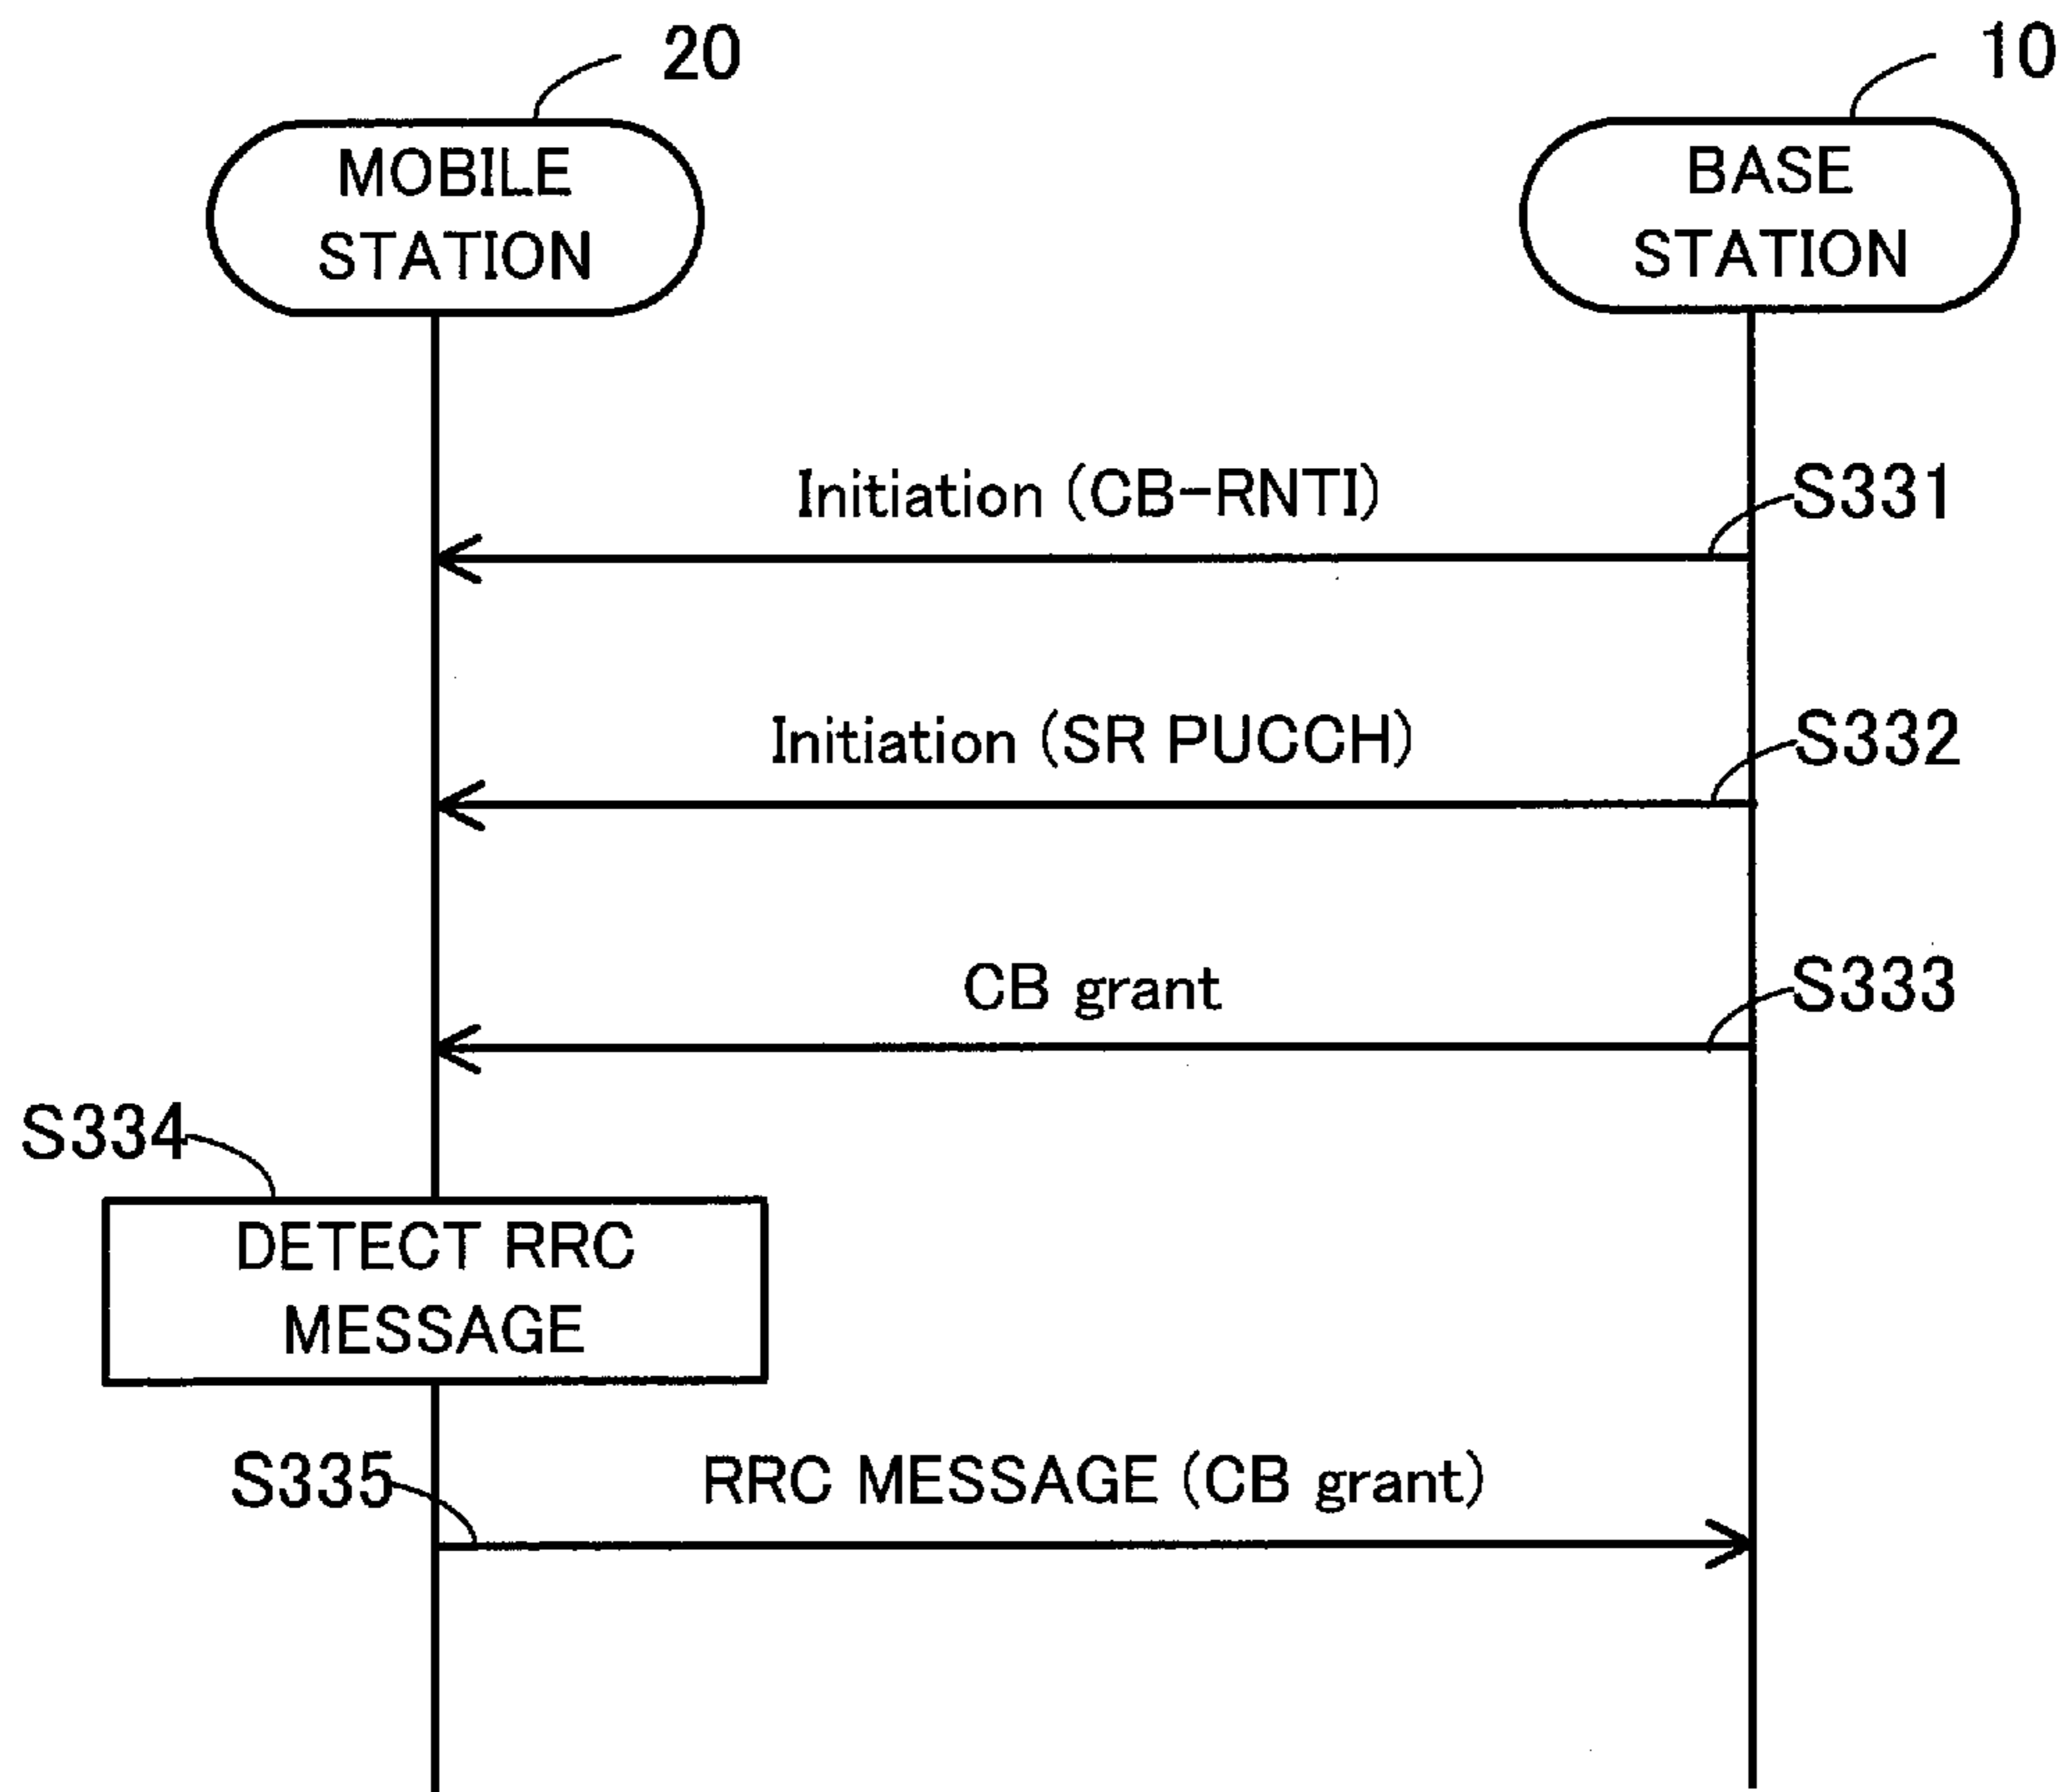 20
10
MOBILE
STATION
BASE
STATION
Initiation (CB-RNTI)
S331
Initiation (SR PUCCH)
S332
CB grant
S333
S334
DETECT RRC
MESSAGE
S335
RRC MESSAGE (CB grant)